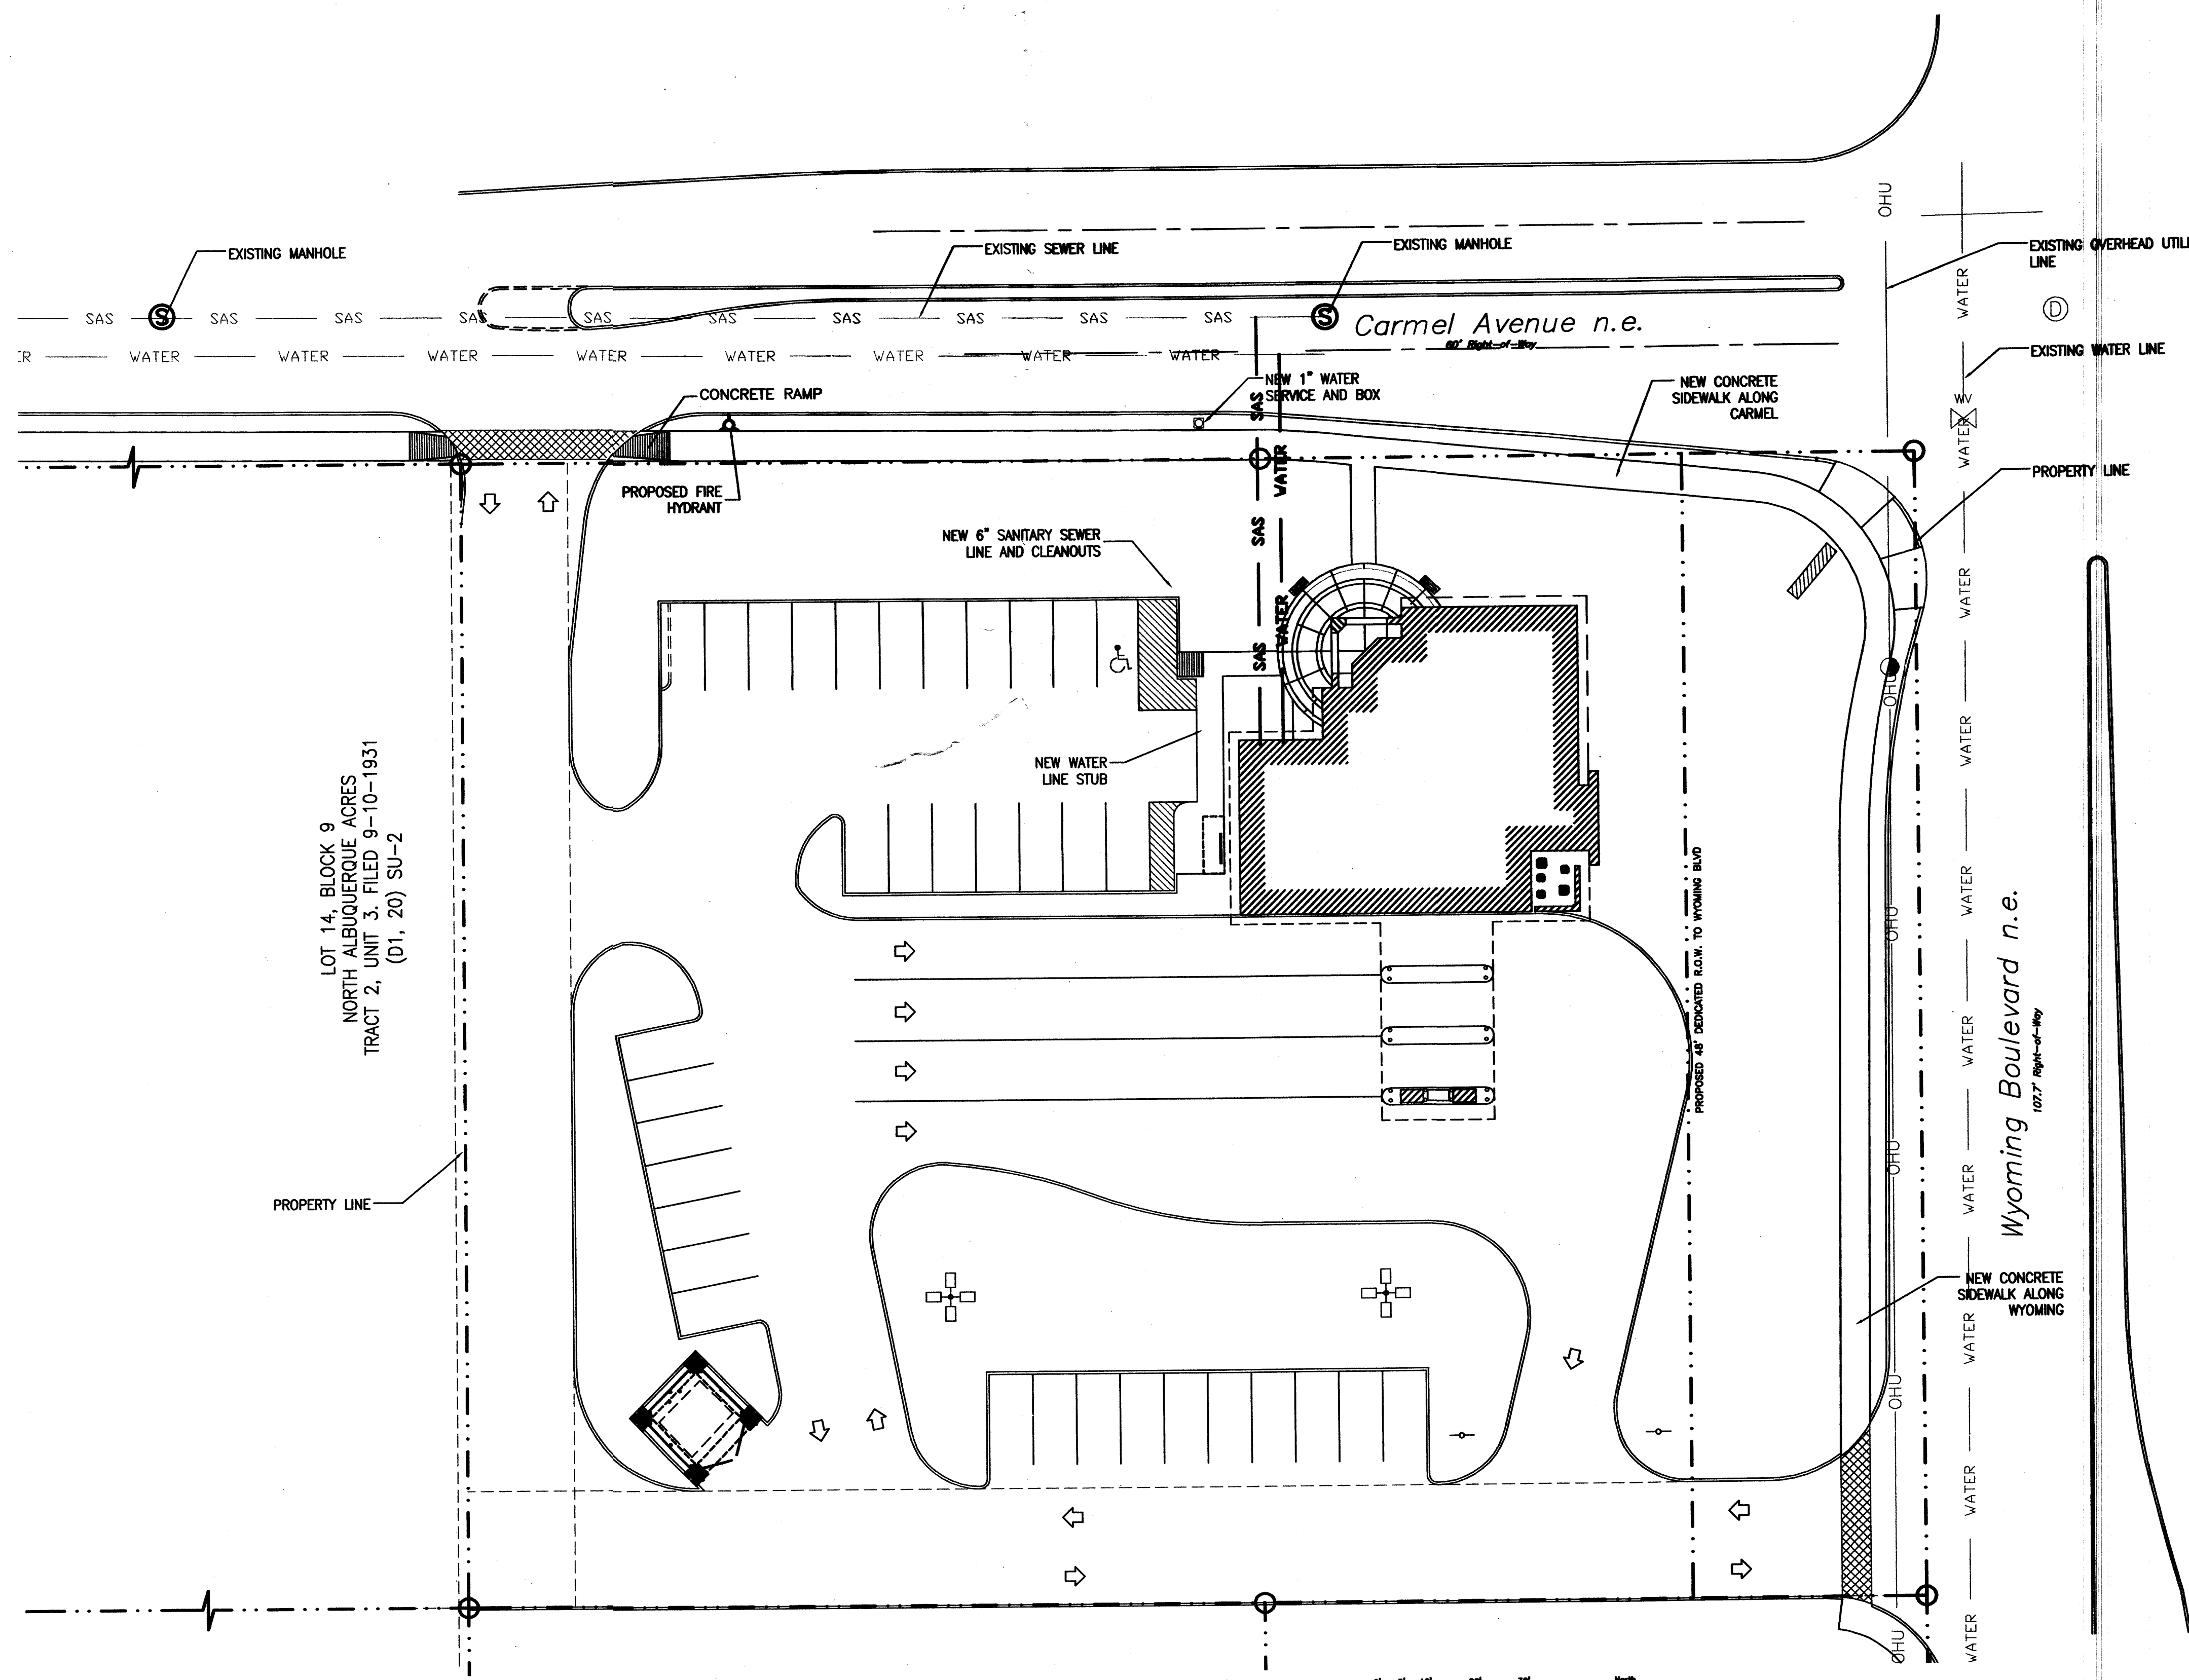 OHU
EXISTING MANHOLE
EXISTING SEWER LINE
EXISTING MANHOLE
EXISTING OVERHEAD UTILI
LINE
S
SAS SAS SAS SAS SAS SAS SAS SAS SAS SAS
S
Carmel Avenue n.e.
60' Right-of-Way
WATER
D
ER WATER WATER WATER WATER WATER WATER WATER WATER
EXISTING WATER LINE
NEW 1" WATER
SERVICE AND BOX
CONCRETE RAMP
NEW CONCRETE
SIDEWALK ALONG
CARMEL
SAS
WV
WATER
WATER
PROPERTY LINE
PROPOSED FIRE
HYDRANT
NEW 6" SANITARY SEWER
LINE AND CLEANOUTS
SAS
WATER
WATER
SAS
OHU
WATER
NEW WATER
LINE STUB
LOT 14, BLOCK 9
NORTH ALBUQUERQUE ACRES
TRACT 2, UNIT 3. FILED 9-10-1931
(D1, 20) SU-2
PROPOSED 48' DEDICATED R.O.W. TO WYOMING BLVD
WATER
OHU
WATER
Wyoming Boulevard n.e.
107.7' Right-of-Way
WATER
OHU
WATER
PROPERTY LINE
NEW CONCRETE
SIDEWALK ALONG
WYOMING
WATER
OHU
WATER
OHU
WATER
North